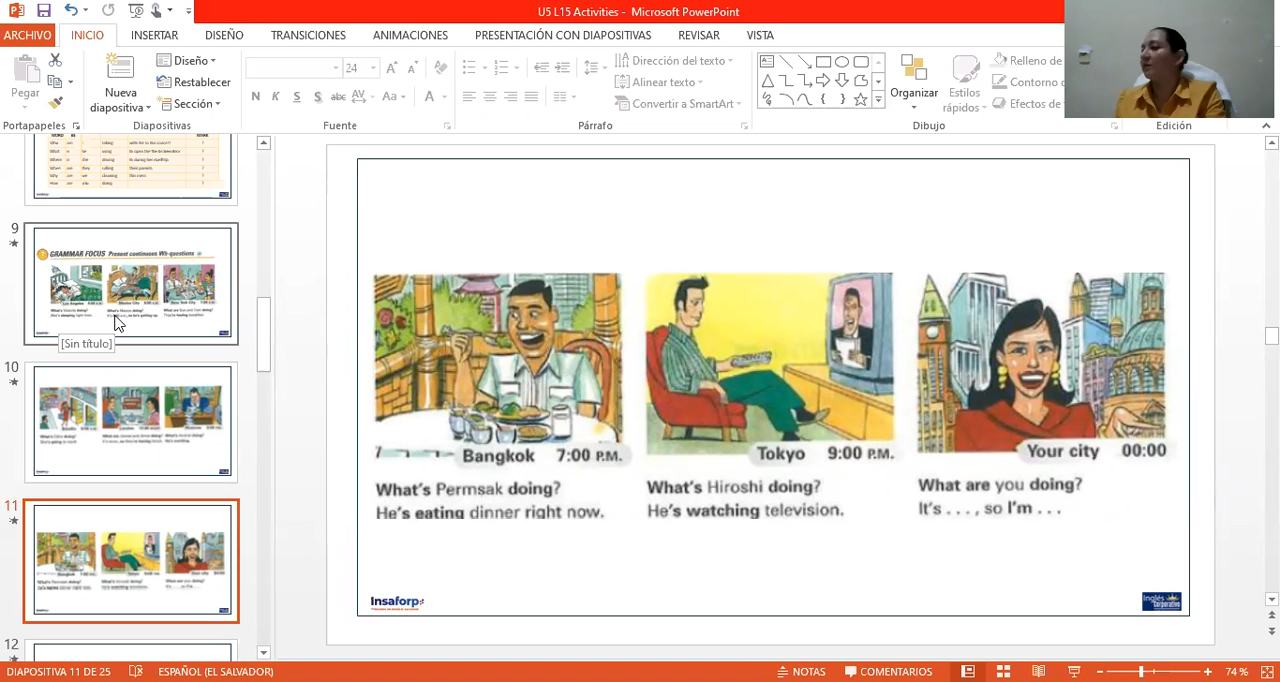 U5 L15 Activities - Microsoft PowerPoint
ARCHIVO INICIO INSERTAR DISEÑO TRANSICIONES ANIMACIONES PRESENTACIÓN CON DIAPOSITIVAS REVISAR VISTA
Pegar
Nueva
diapositiva
Diseño
Restablecer
Sección
24
N K S S abc AV Aa A
Dirección del texto
Alinear texto
Convertir a SmartArt
Organizar
Estilos
rápidos
Relleno de
Contorno
Efectos de
Portapapeles Diapositivas Fuente Párrafo Dibujo Edición
9
GRAMMAR FOCUS Present continuous Wh-questions
[Sin título]
10
11
12
Bangkok 7:00 P.M.
What's Permsak doing?
He's eating dinner right now.
Tokyo 9:00 P.M.
What's Hiroshi doing?
He's watching television.
Your city 00:00
What are you doing?
It's . . . , so I'm . . .
Insaforp
Inglés
corporativo
DIAPOSITIVA 11 DE 25 ESPAÑOL (EL SALVADOR) NOTAS COMENTARIOS 74 %